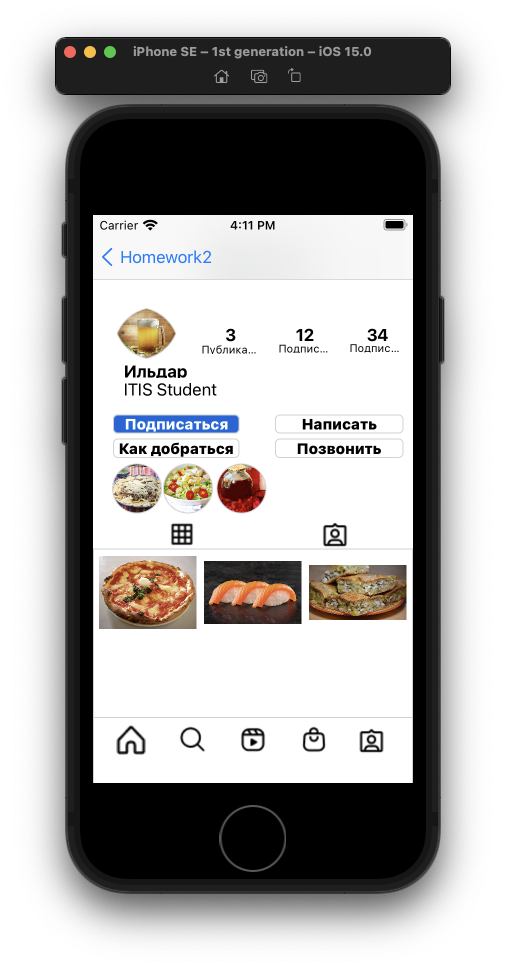 iPhone SE – 1st generation – iOS 15.0
Carrier 4:11 PM
Homework2
3 12 34
Публика... Подпис... Подпис...
Ильдар
ITIS Student
Подписаться Написать
Как добраться Позвонить